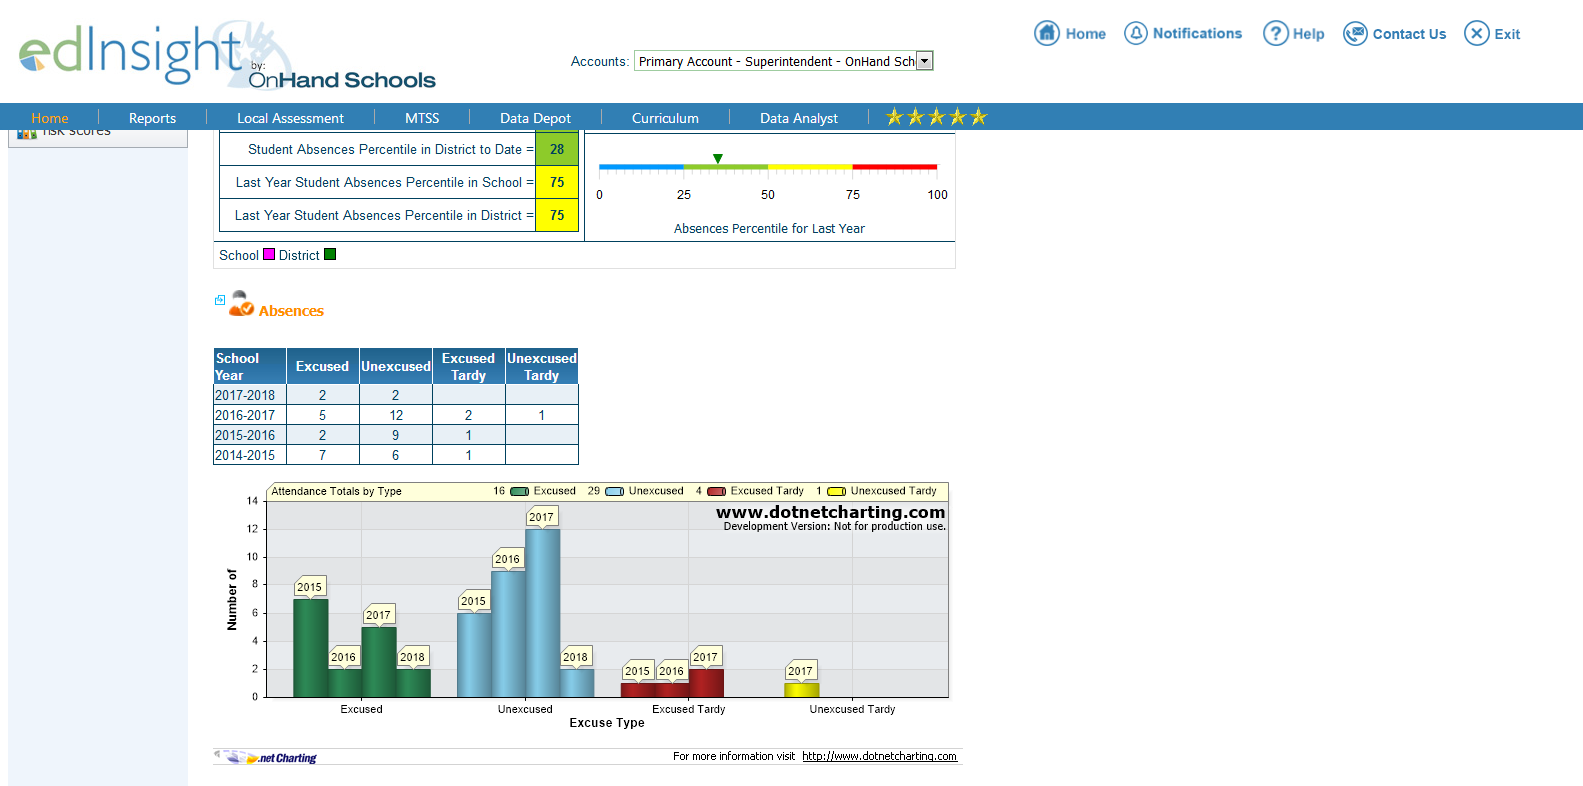 edInsight
by:
OnHand Schools
Accounts: Primary Account - Superintendent - OnHand Sch
Home Notifications Help Contact Us Exit
Home Reports Local Assessment MTSS Data Depot Curriculum Data Analyst
risk scores
Student Absences Percentile in District to Date = 28
Last Year Student Absences Percentile in School = 75
Last Year Student Absences Percentile in District = 75
0 25 50 75 100
Absences Percentile for Last Year
School District
Absences
School Year Excused Unexcused Excused Tardy Unexcused Tardy
2017-2018 2 2
2016-2017 5 12 2 1
2015-2016 2 9 1
2014-2015 7 6 1
Attendance Totals by Type 16 Excused 29 Unexcused 4 Excused Tardy 1 Unexcused Tardy
www.dotnetcharting.com
Development Version: Not for production use.
Number of
14
12
10
8
6
4
2
0
2015 2016 2017 2018
2015 2016 2017 2018
2015 2016 2017
2017
Excused Unexcused Excused Tardy Unexcused Tardy
Excuse Type
.net Charting
For more information visit http://www.dotnetcharting.com